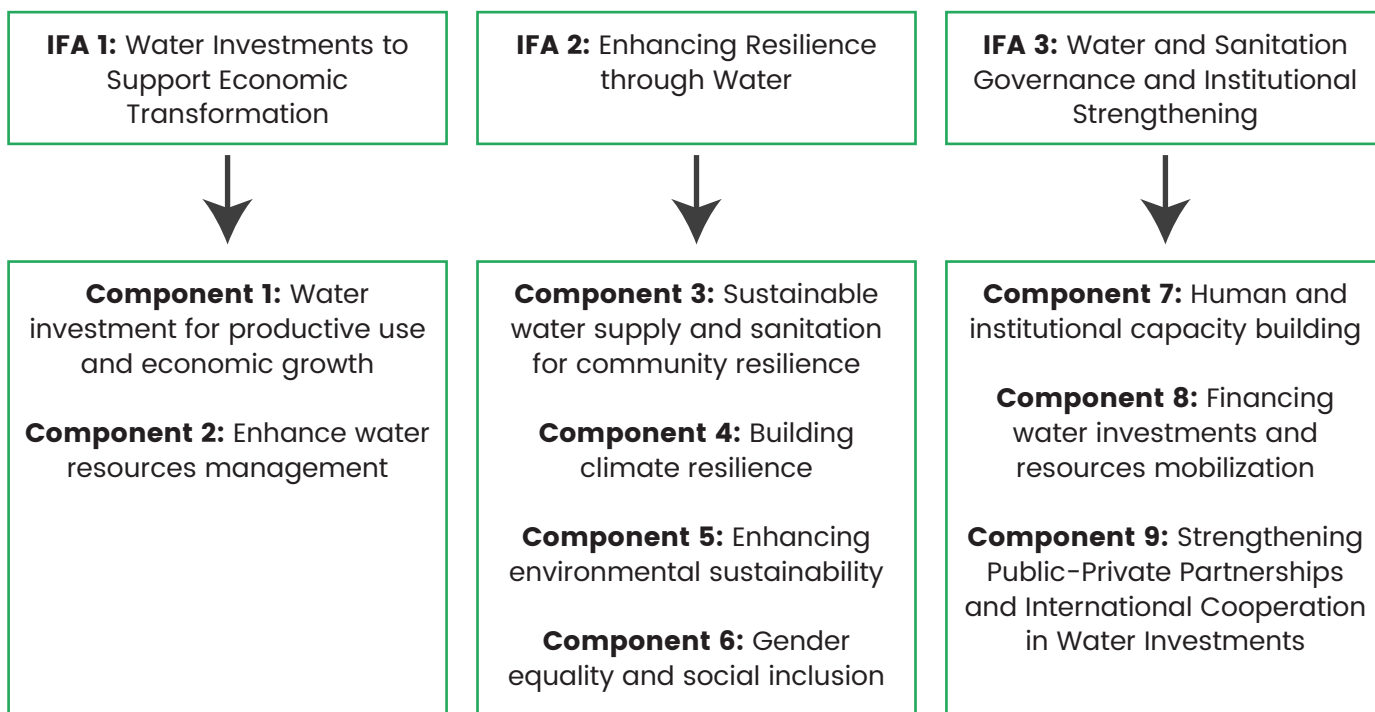 IFA 1: Water Investments to
Support Economic
Transformation
IFA 2: Enhancing Resilience
through Water
IFA 3: Water and Sanitation
Governance and Institutional
Strengthening
Component 1: Water
investment for productive use
and economic growth
Component 2: Enhance water
resources management
Component 3: Sustainable
water supply and sanitation
for community resilience
Component 4: Building
climate resilience
Component 5: Enhancing
environmental sustainability
Component 6: Gender
equality and social inclusion
Component 7: Human and
institutional capacity building
Component 8: Financing
water investments and
resources mobilization
Component 9: Strengthening
Public-Private Partnerships
and International Cooperation
in Water Investments